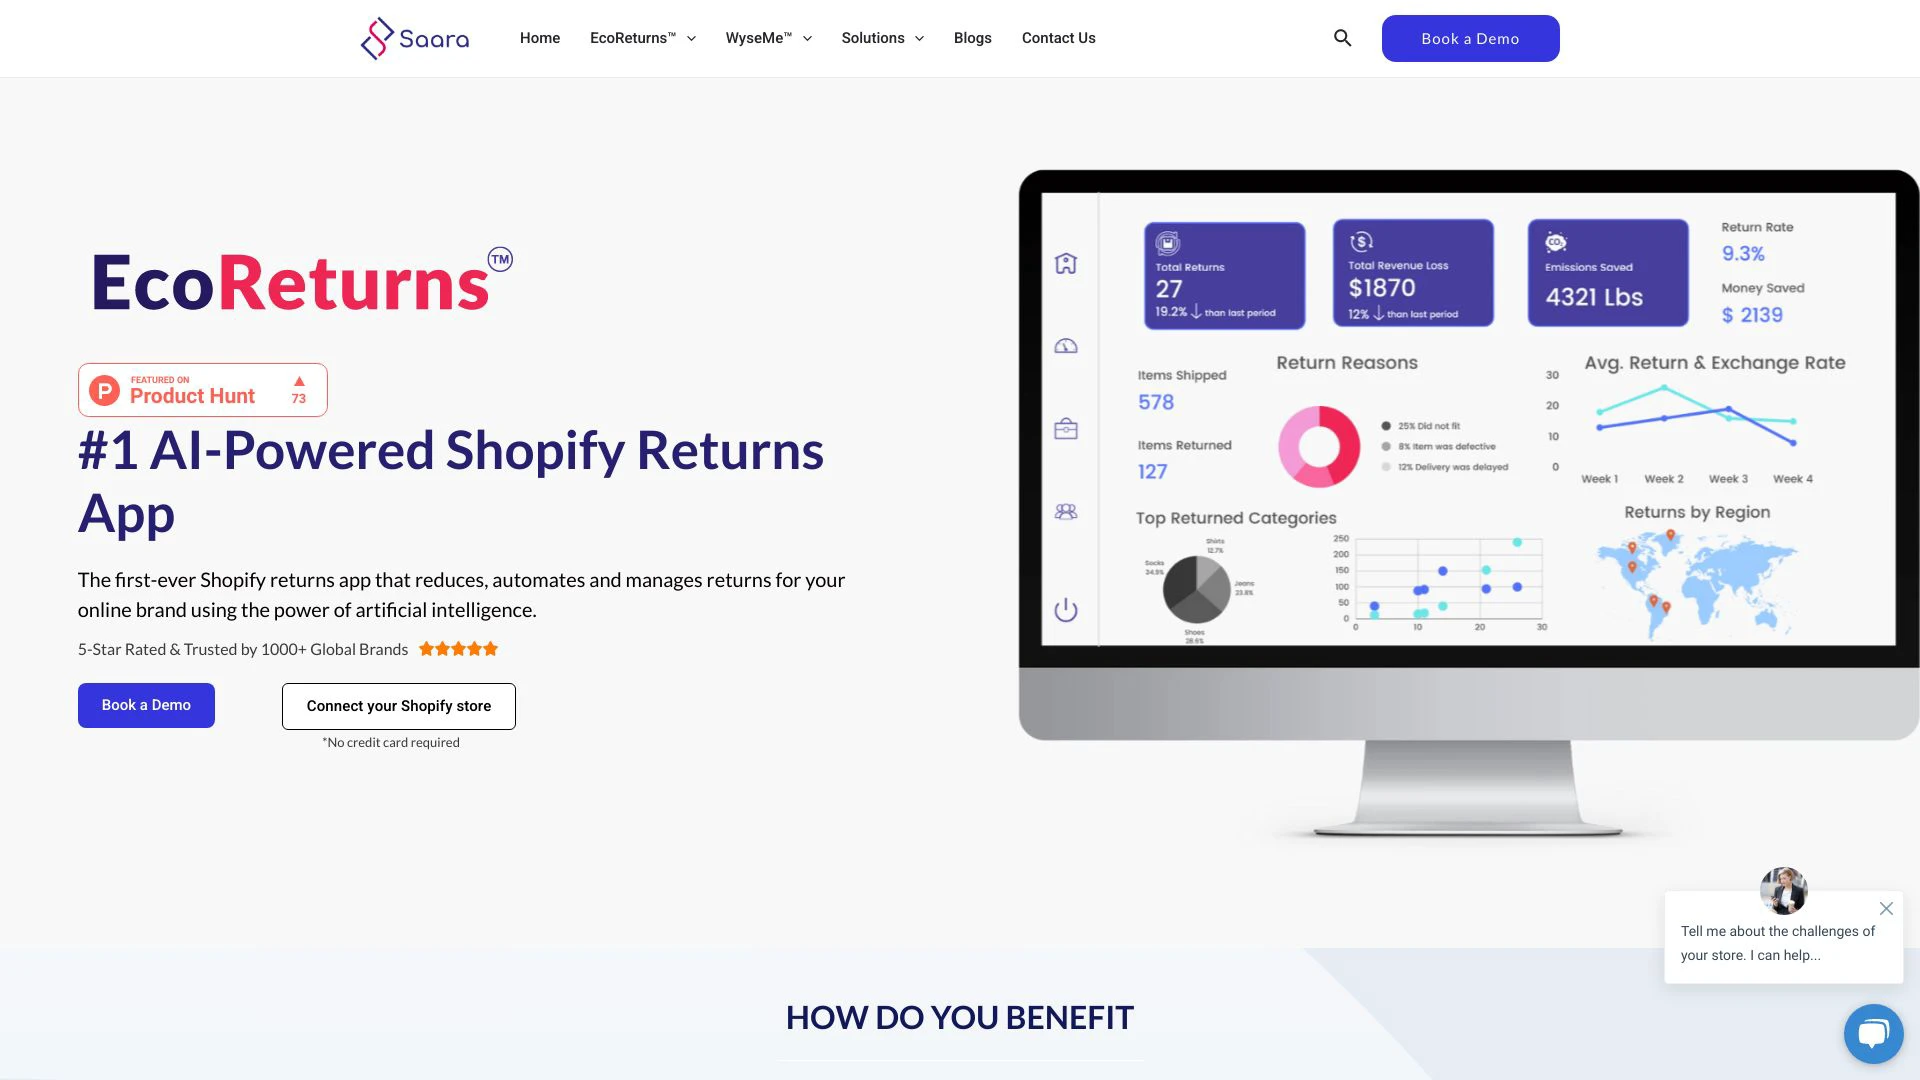 Saara
Home
EcoReturns™
WyseMe™
Solutions
Blogs
Contact Us
Book a Demo
EcoReturns TM
FEATURED ON
Product Hunt
73
#1 AI-Powered Shopify Returns
App
The first-ever Shopify returns app that reduces, automates and manages returns for your
online brand using the power of artificial intelligence.
5-Star Rated & Trusted by 1000+ Global Brands
Book a Demo
Connect your Shopify store
*No credit card required
Total Returns
27
19.2% ↓ than last period
Total Revenue Loss
$1870
12% ↓ than last period
CO₂
Emissions Saved
4321 Lbs
Return Rate
9.3%
Money Saved
$ 2139
Items Shipped
578
Items Returned
127
Return Reasons
25% Did not fit
8% Item was defective
12% Delivery was delayed
Avg. Return & Exchange Rate
30
20
10
0
Week 1 Week 2 Week 3 Week 4
Top Returned Categories
Shirts
12.7%
Socks
34.9%
Jeans
23.8%
Shoes
28.6%
250
200
150
100
50
0
0 10 20 30
Returns by Region
Tell me about the challenges of
your store. I can help...
HOW DO YOU BENEFIT